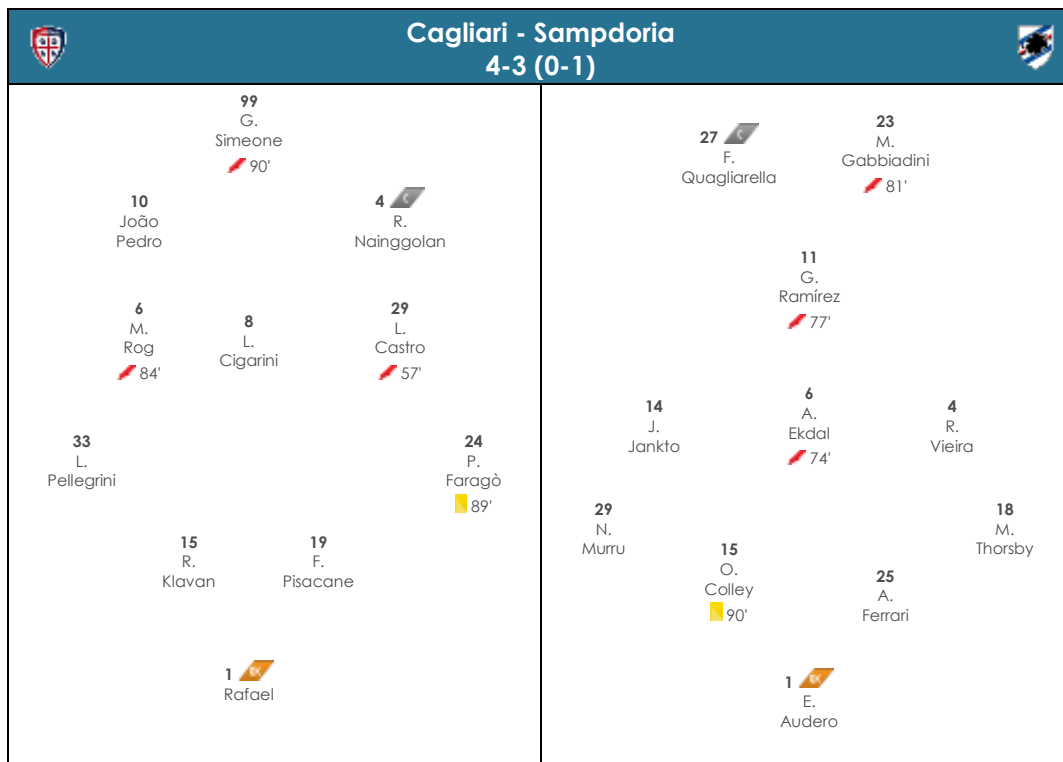 Cagliari - Sampdoria
4-3 (0-1)
99
G.
Simeone
90'
10
João
Pedro
4 C
R.
Nainggolan
6
M.
Rog
84'
8
L.
Cigarini
29
L.
Castro
57'
33
L.
Pellegrini
24
P.
Faragò
89'
15
R.
Klavan
19
F.
Pisacane
1
Rafael
27 C
F.
Quagliarella
23
M.
Gabbiadini
81'
11
G.
Ramírez
77'
14
J.
Jankto
6
A.
Ekdal
74'
4
R.
Vieira
29
N.
Murru
18
M.
Thorsby
15
O.
Colley
90'
25
A.
Ferrari
1
E.
Audero